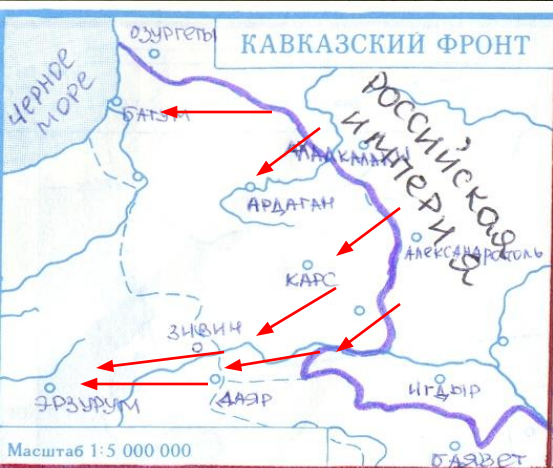 ОЗУРГЕТЫ
КАВКАЗСКИЙ ФРОНТ
ЧЕРНОЕ
МОРЕ
БАТУМ
РОССИЙСКАЯ
ИМПЕРИЯ
АРДАГАН
АЛЕКСАНДРОПОЛЬ
КАРС
ЗИВИН
ЭРЗУРУМ
ДАЯР
ИГДЫР
БАЯЗЕТ
Масштаб 1:5 000 000